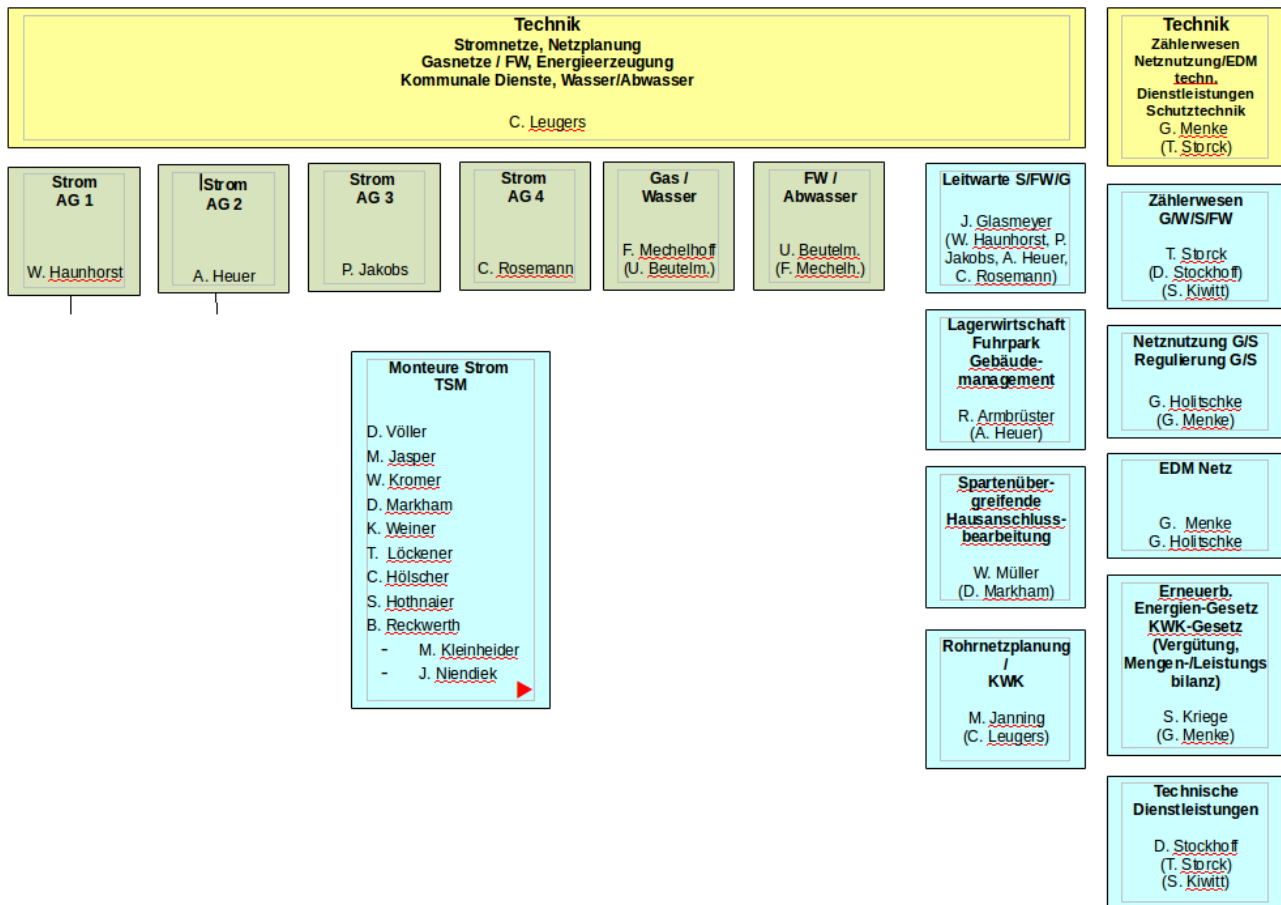 Technik
Stromnetze, Netzplanung
Gasnetze / FW, Energieerzeugung
Kommunale Dienste, Wasser/Abwasser
C. Leugers
Technik
Zählerwesen
Netznutzung/EDM
techn.
Dienstleistungen
Schutztechnik
G. Menke
(T. Storck)
Strom
AG 1
W. Haunhorst
Strom
AG 2
A. Heuer
Strom
AG 3
P. Jakobs
Strom
AG 4
C. Rosemann
Gas /
Wasser
F. Mechelhoff
(U. Beutelm.)
FW /
Abwasser
U. Beutelm.
(F. Mechelh.)
Leitwarte S/FW/G
J. Glasmeyer
(W. Haunhorst, P.
Jakobs, A. Heuer,
C. Rosemann)
Zählerwesen
G/W/S/FW
T. Storck
(D. Stockhoff)
(S. Kiwitt)
Monteure Strom
TSM
D. Völler
M. Jasper
W. Kromer
D. Markham
K. Weiner
T. Löckener
C. Hölscher
S. Hothnaier
B. Reckwerth
- M. Kleinheider
- J. Niendiek
Lagerwirtschaft
Fuhrpark
Gebäude-
management
R. Armbrüster
(A. Heuer)
Netznutzung G/S
Regulierung G/S
G. Holitschke
(G. Menke)
Spartenüber-
greifende
Hausanschluss-
bearbeitung
W. Müller
(D. Markham)
EDM Netz
G. Menke
G. Holitschke
Rohrnetzplanung
/
KWK
M. Janning
(C. Leugers)
Erneuerb.
Energien-Gesetz
KWK-Gesetz
(Vergütung,
Mengen-/Leistungs
bilanz)
S. Kriege
(G. Menke)
Technische
Dienstleistungen
D. Stockhoff
(T. Storck)
(S. Kiwitt)